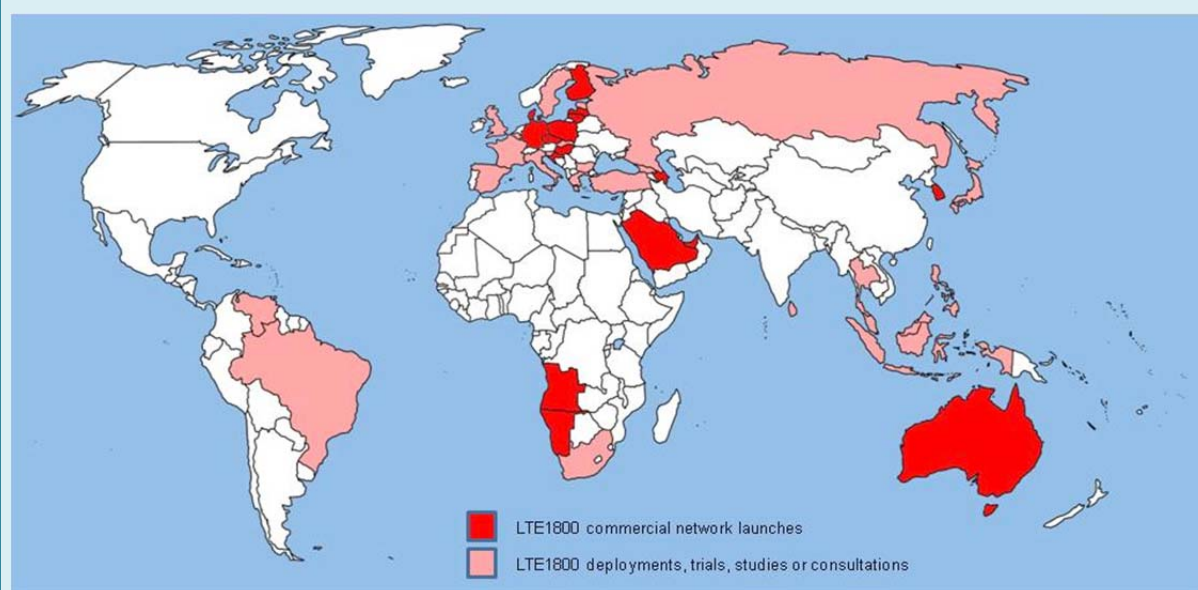 LTE1800 commercial network launches
LTE1800 deployments, trials, studies or consultations